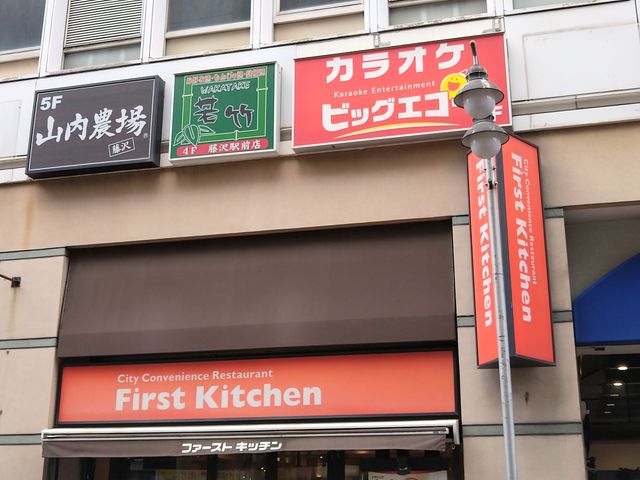 5F
山内農場
藤沢
WAKATAKE
若竹
4F 藤沢駅前店
カラオケ
Karaoke Entertainment
ビッグエコー
F
City Convenience Restaurant
First Kitchen
First Kitchen
City Convenience Restaurant
First Kitchen
ファーストキッチン